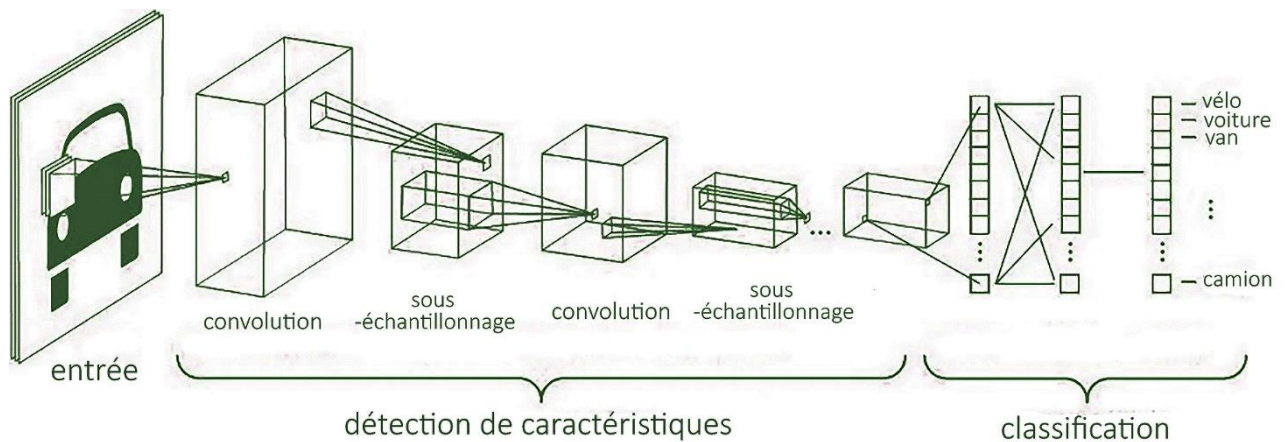 vélo
voiture
van
camion
convolution
sous
-échantillonnage
convolution
sous
-échantillonnage
entrée
détection de caractéristiques
classification